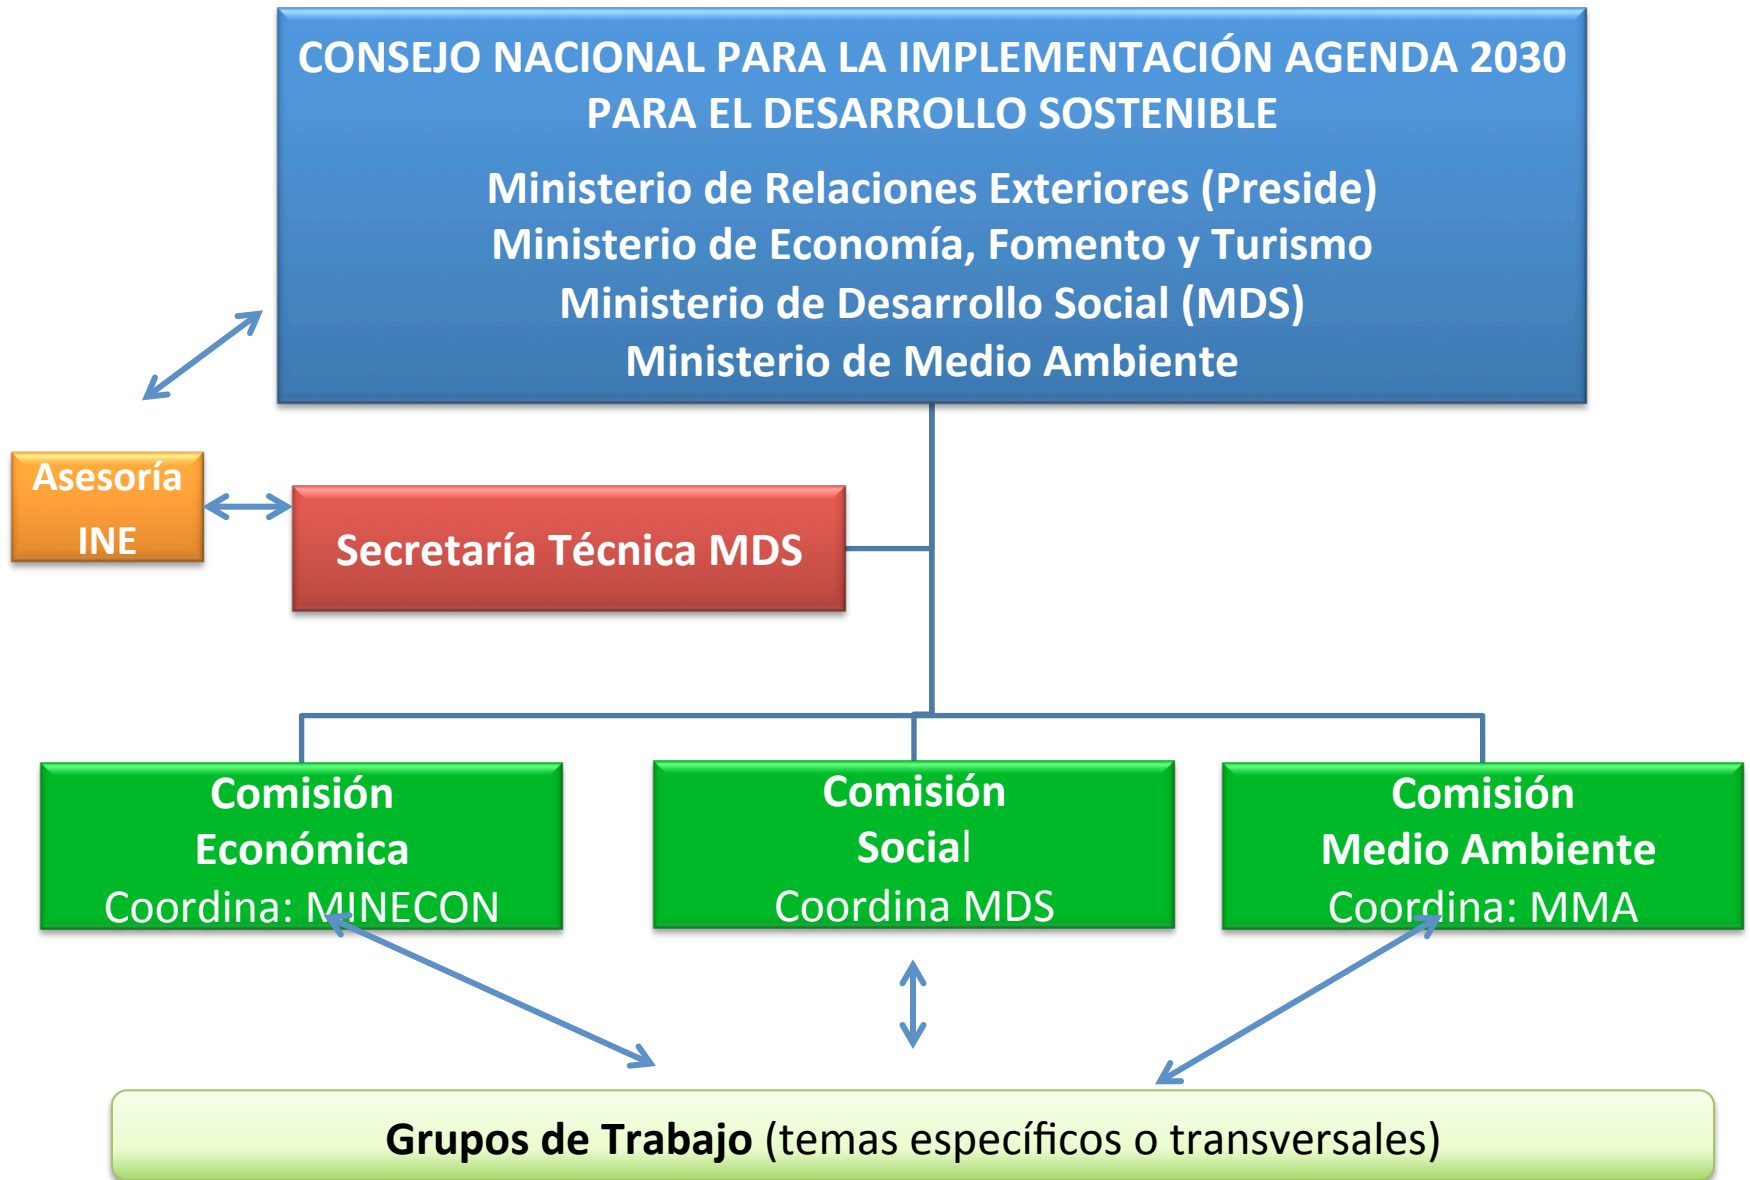 CONSEJO NACIONAL PARA LA IMPLEMENTACIÓN AGENDA 2030
PARA EL DESARROLLO SOSTENIBLE
Ministerio de Relaciones Exteriores (Preside)
Ministerio de Economía, Fomento y Turismo
Ministerio de Desarrollo Social (MDS)
Ministerio de Medio Ambiente
Asesoría
INE
Secretaría Técnica MDS
Comisión
Económica
Coordina: MINECON
Comisión
Social
Coordina MDS
Comisión
Medio Ambiente
Coordina: MMA
Grupos de Trabajo (temas específicos o transversales)